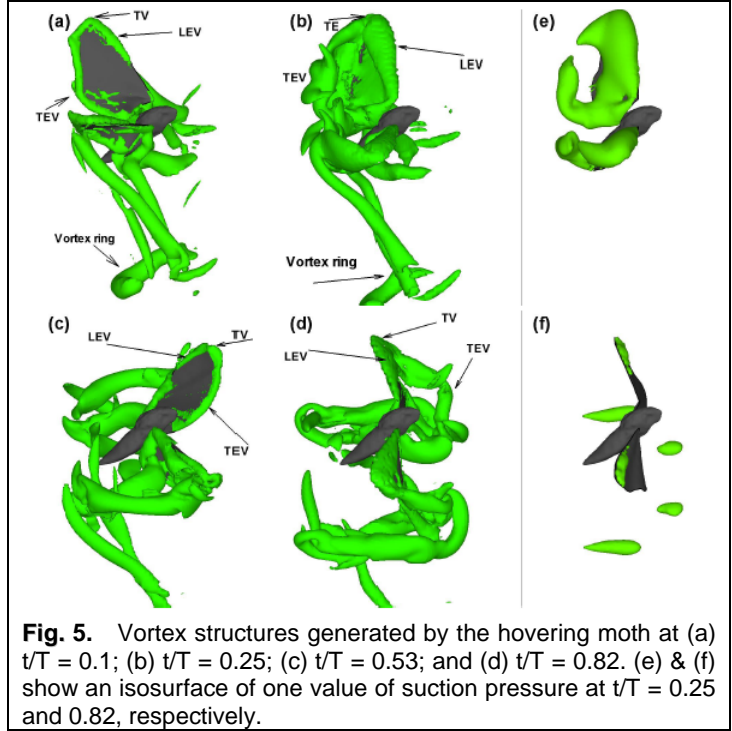 (a)
TV
LEV
TEV
Vortex ring
(b)
TE
LEV
TEV
Vortex ring
(e)
(c)
LEV
TV
TEV
(d)
TV
LEV
TEV
(f)
Fig. 5. Vortex structures generated by the hovering moth at (a)
t/T = 0.1; (b) t/T = 0.25; (c) t/T = 0.53; and (d) t/T = 0.82. (e) & (f)
show an isosurface of one value of suction pressure at t/T = 0.25
and 0.82, respectively.